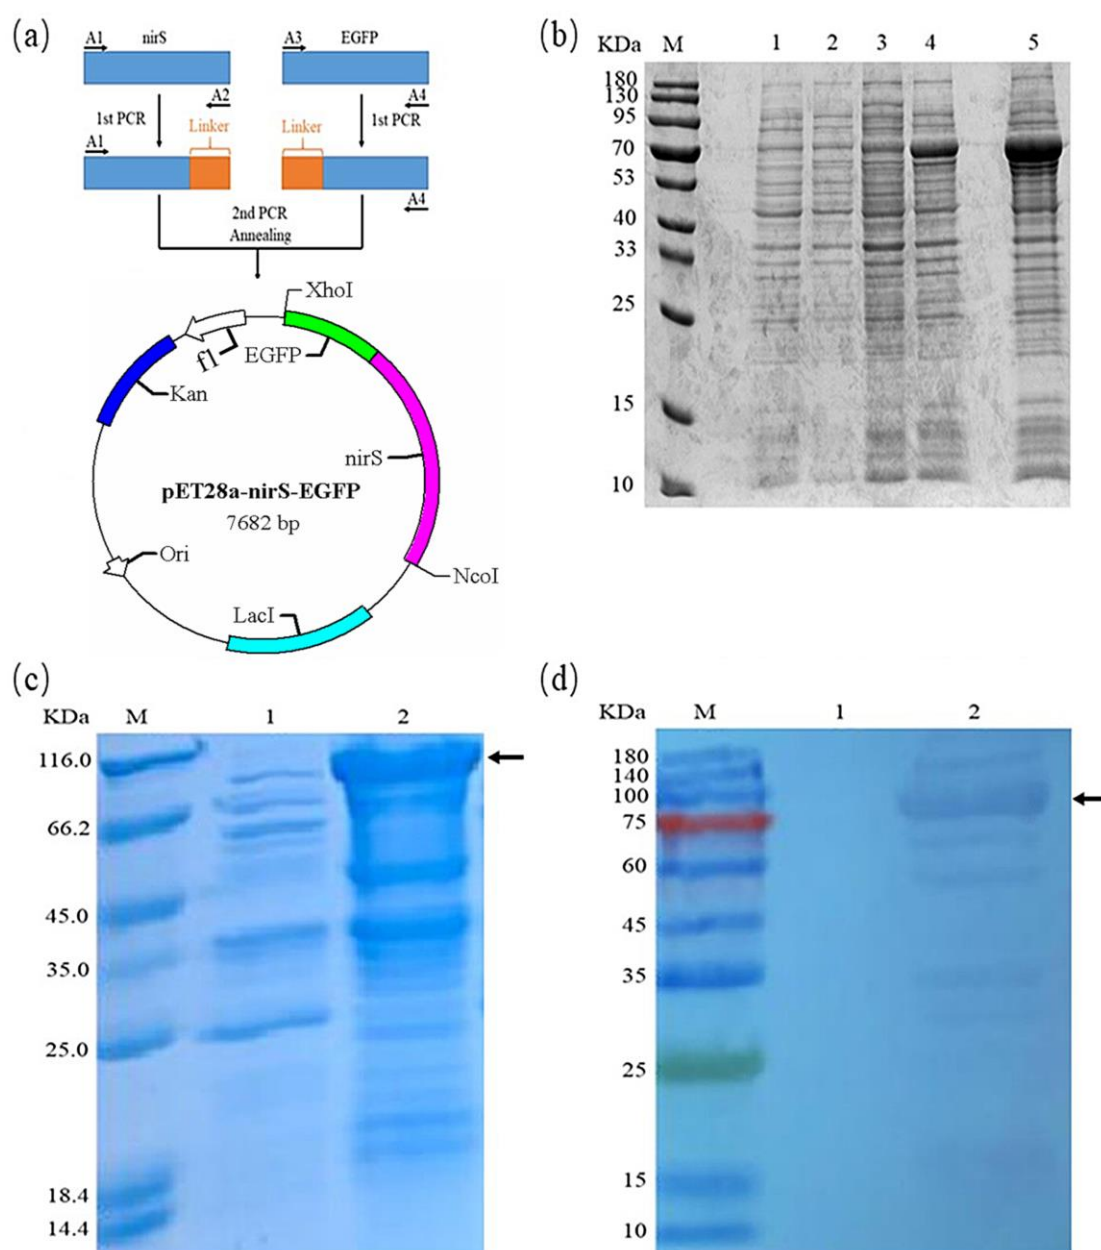 (a)
A1 nirS A3 EGFP
A2 A4
1st PCR 1st PCR
Linker Linker
A1
A4
2nd PCR
Annealing
XhoI
EGFP
f1
Kan
nirS
pET28a-nirS-EGFP
7682 bp
Ori
NcoI
LacI
(b)
KDa M 1 2 3 4 5
180
130
95
70
53
40
33
25
15
10
(c)
KDa M 1 2
116.0
66.2
45.0
35.0
25.0
18.4
14.4
(d)
KDa M 1 2
180
140
100
75
60
45
35
25
15
10